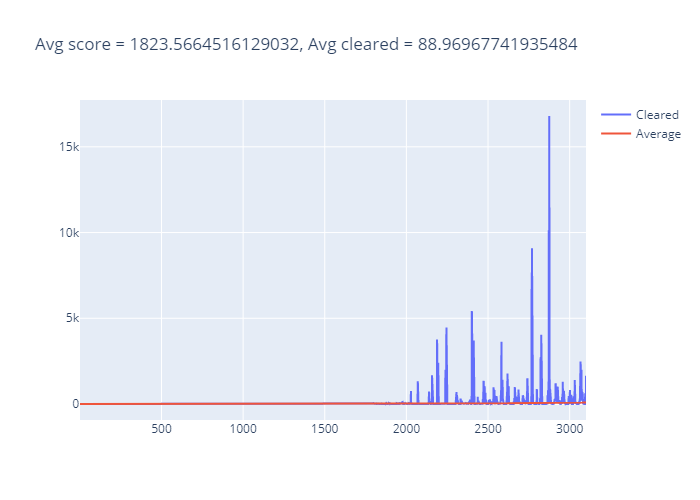 Avg score = 1823.5664516129032, Avg cleared = 88.96967741935484
Cleared
Average
15k
10k
5k
0
500 1000 1500 2000 2500 3000